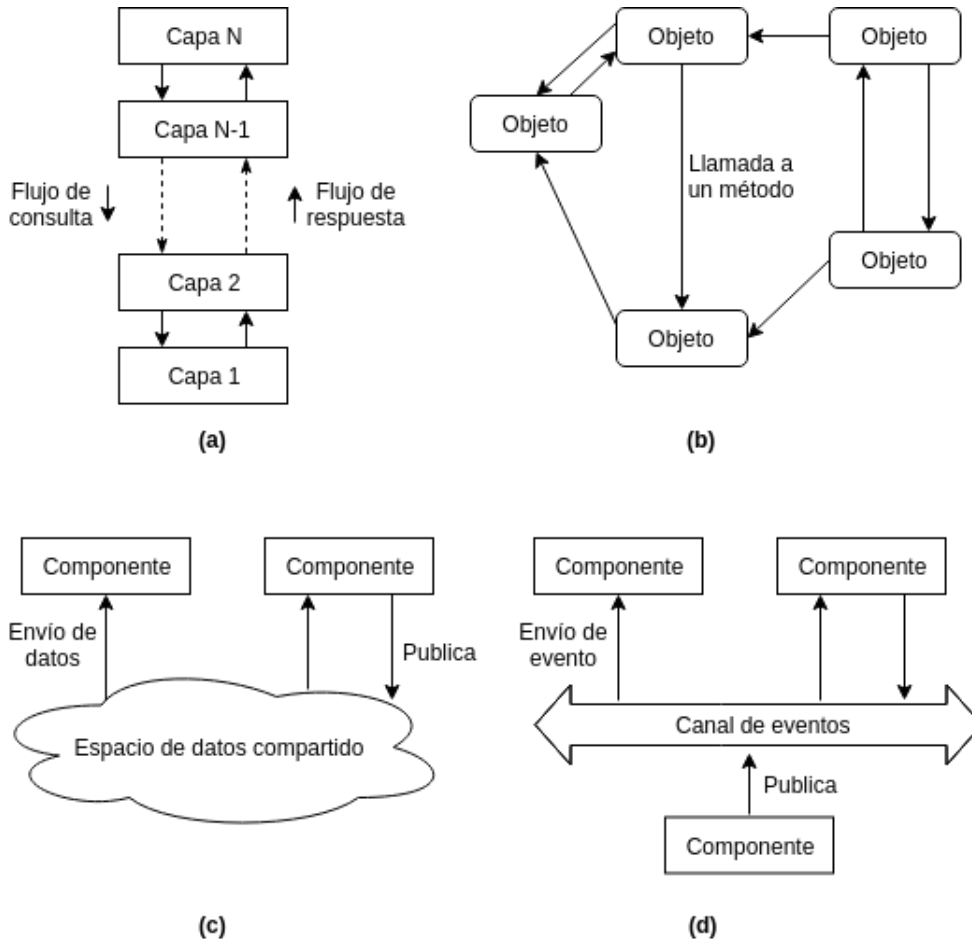 Capa N
Capa N-1
Flujo de
consulta
Flujo de
respuesta
Capa 2
Capa 1
(a)
Objeto
Objeto
Objeto
Llamada a
un método
Objeto
Objeto
(b)
Componente
Componente
Envío de
datos
Publica
Espacio de datos compartido
(c)
Componente
Componente
Envío de
evento
Canal de eventos
Publica
Componente
(d)